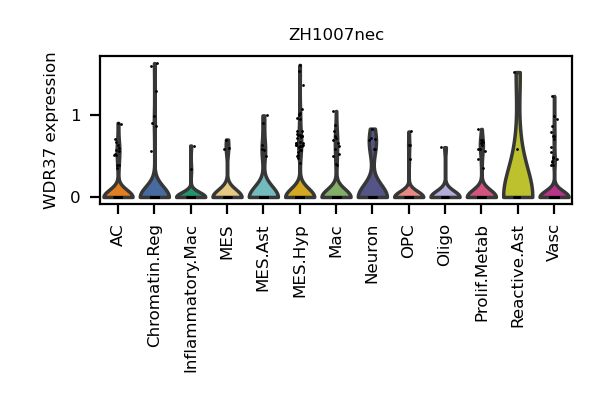 ZH1007nec
WDR37 expression
1
0
AC
Chromatin.Reg
Inflammatory.Mac
MES
MES.Ast
MES.Hyp
Mac
Neuron
OPC
Oligo
Prolif.Metab
Reactive.Ast
Vasc